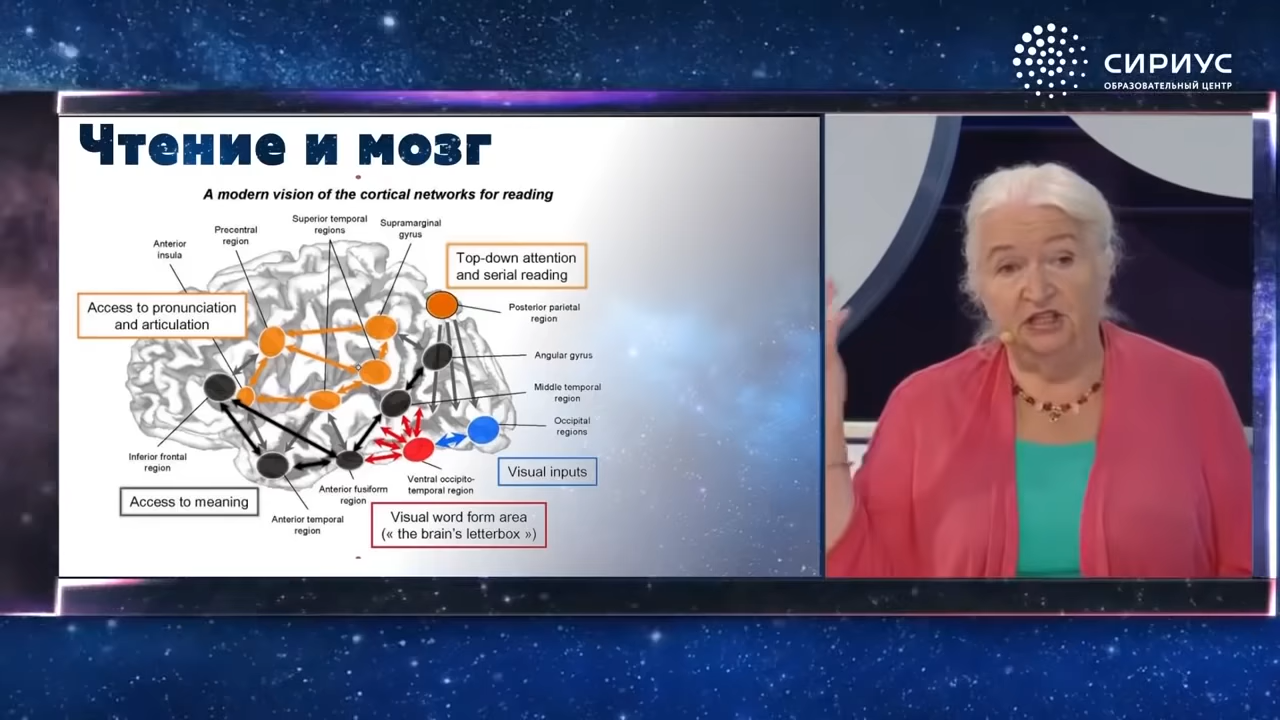 СИРИУС
ОБРАЗОВАТЕЛЬНЫЙ ЦЕНТР
Чтение и мозг
A modern vision of the cortical networks for reading
Superior temporal
regions
Supramarginal
gyrus
Precentral
region
Anterior
insula
Top-down attention
and serial reading
Access to pronunciation
and articulation
Posterior parietal
region
Angular gyrus
Middle temporal
region
Occipital
regions
Inferior frontal
region
Visual inputs
Ventral occipito-
temporal region
Anterior fusiform
region
Access to meaning
Anterior temporal
region
Visual word form area
(« the brain's letterbox »)